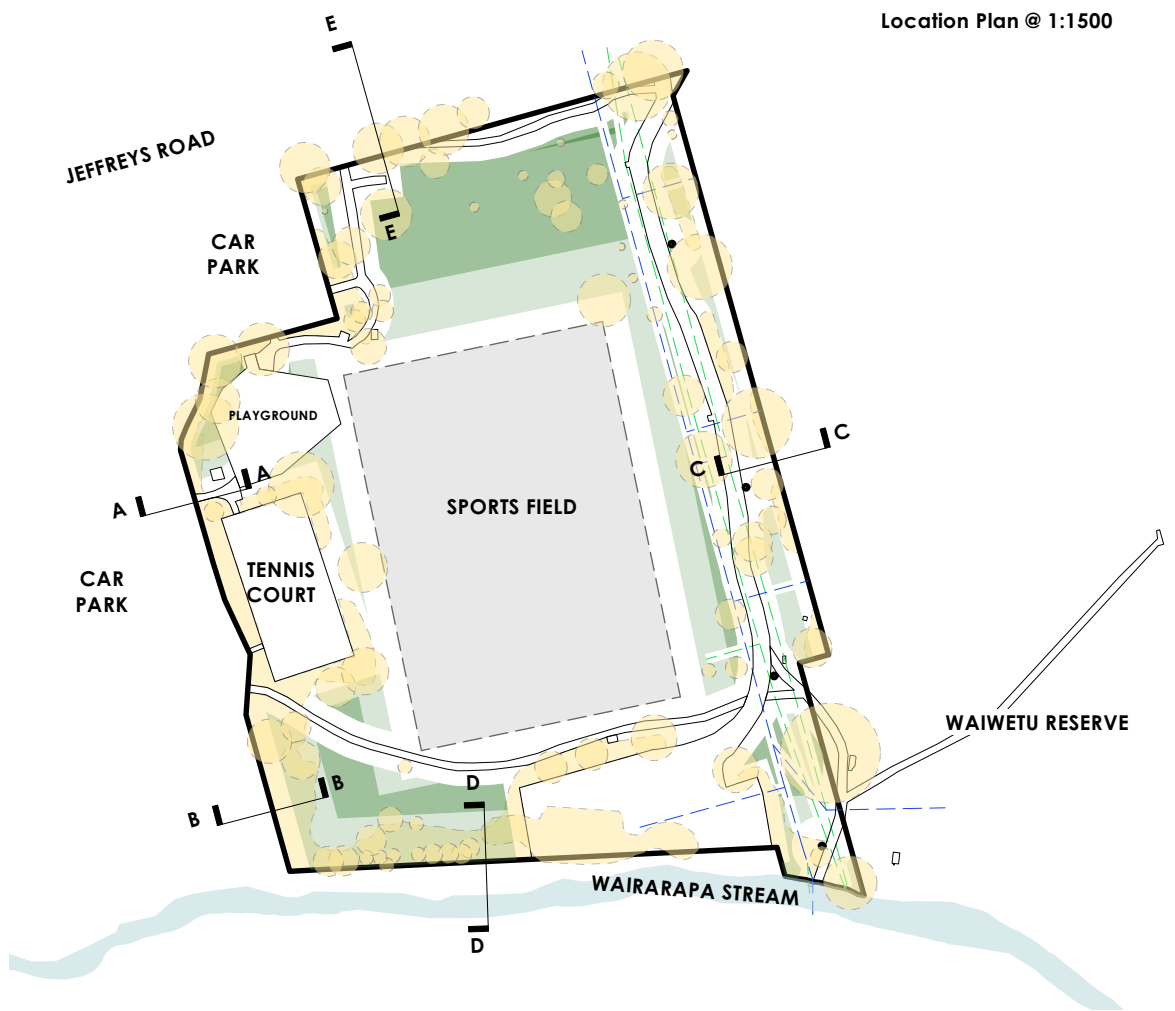 Location Plan @ 1:1500
E
JEFFREYS ROAD
E
CAR
PARK
PLAYGROUND
C
C
A
A
SPORTS FIELD
TENNIS
COURT
CAR
PARK
WAIWETU RESERVE
B
B
D
WAIRARAPA STREAM
D